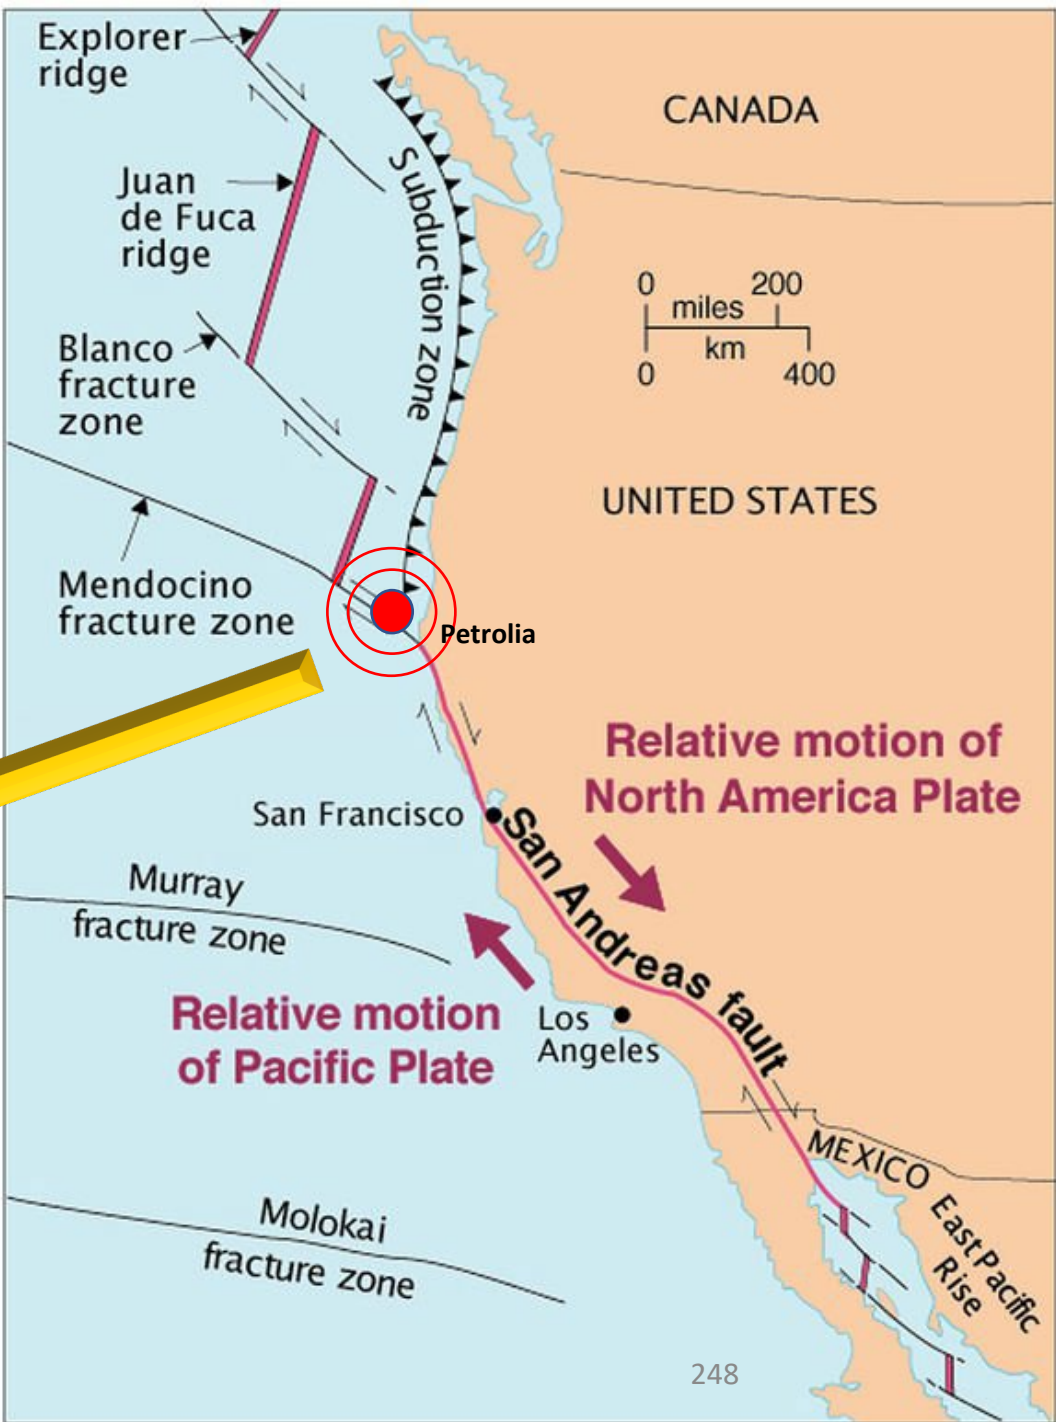 Explorer
ridge
CANADA
Juan
de Fuca
ridge
Subduction zone
0 200
miles
km
0 400
Blanco
fracture
zone
UNITED STATES
Mendocino
fracture zone
Petrolia
Relative motion of
North America Plate
San Francisco
San Andreas fault
Murray
fracture zone
Relative motion
of Pacific Plate
Los
Angeles
MEXICO
East Pacific
Rise
Molokai
fracture zone
248